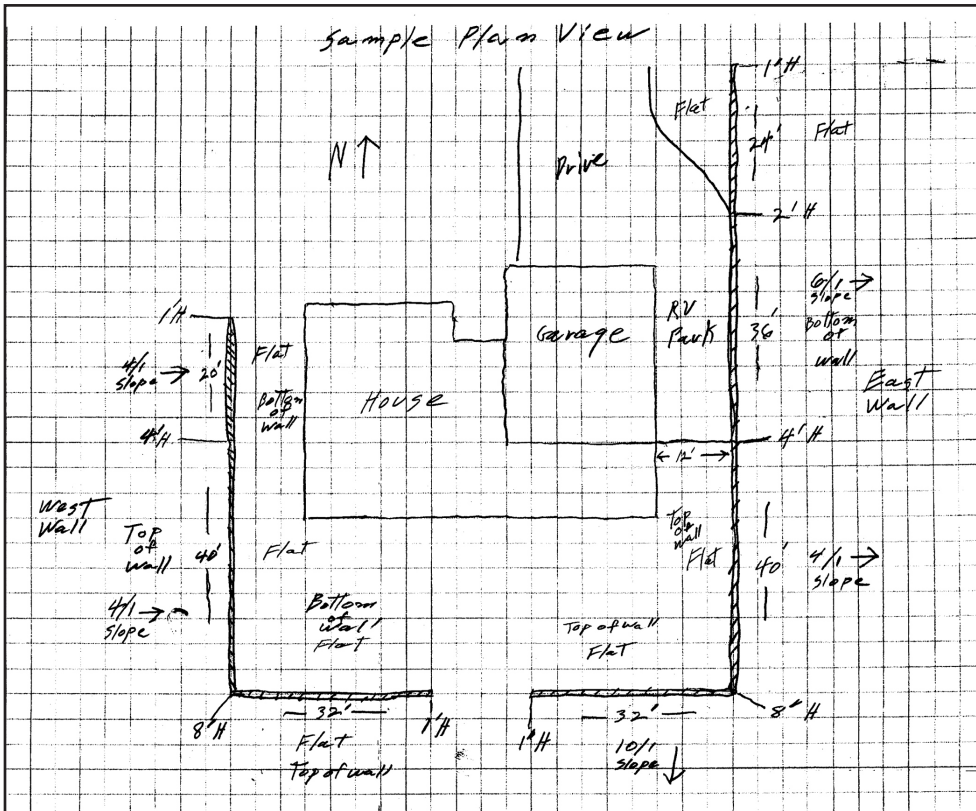 Sample Plan View
1'H
Flat
24'
Flat
N
Drive
2'H
6/1
slope
Bottom
of
wall
36'
RV
Park
Garage
East
Wall
1'H
4/1
slope
20'
Flat
Bottom
of
wall
House
4'H
4'H
12'
West
Wall
Top
of
wall
40'
Flat
4/1
slope
Top
of
wall
Flat
40'
4/1
slope
Bottom
of
wall
Flat
Top of wall
Flat
8'H
32'
1'H
Flat
Top of wall
1'H
32'
10/1
slope
8'H